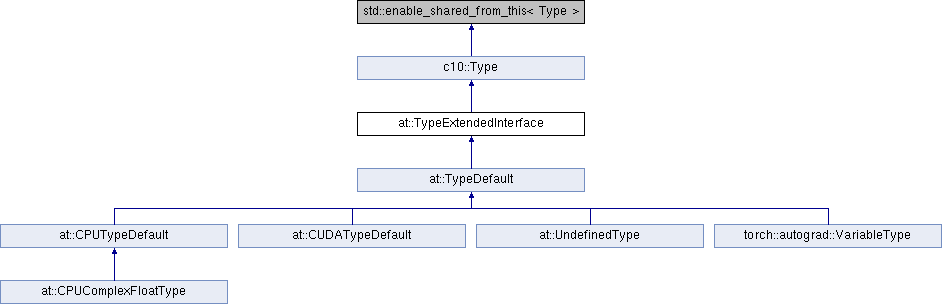 std::enable_shared_from_this< Type >
c10::Type
at::TypeExtendedInterface
at::TypeDefault
at::CPUTypeDefault
at::CUDATypeDefault
at::UndefinedType
torch::autograd::VariableType
at::CPUComplexFloatType